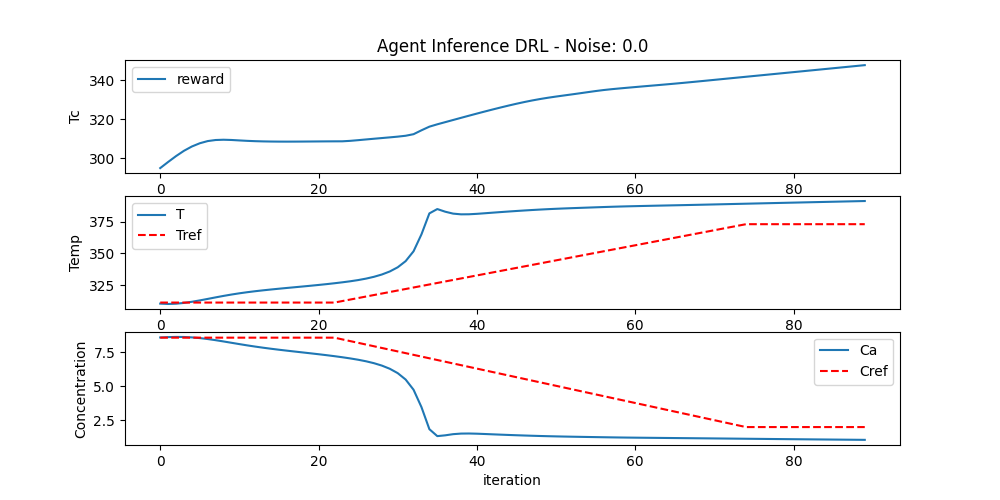 Agent Inference DRL - Noise: 0.0
Tc
340
320
300
reward
0 20 40 60 80
Temp
375
350
325
T
Tref
0 20 40 60 80
Concentration
7.5
5.0
2.5
Ca
Cref
0 20 40 60 80
iteration